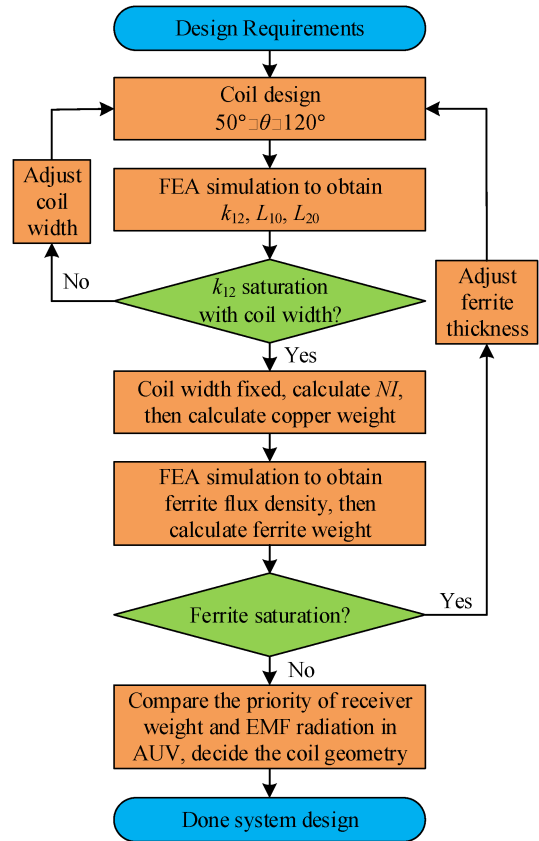 Design Requirements
Coil design
50°□θ□120°
Adjust
coil
width
FEA simulation to obtain
k12, L10, L20
No
k12 saturation
with coil width?
Adjust
ferrite
thickness
Yes
Coil width fixed, calculate NI,
then calculate copper weight
FEA simulation to obtain
ferrite flux density, then
calculate ferrite weight
Ferrite saturation?
Yes
No
Compare the priority of receiver
weight and EMF radiation in
AUV, decide the coil geometry
Done system design